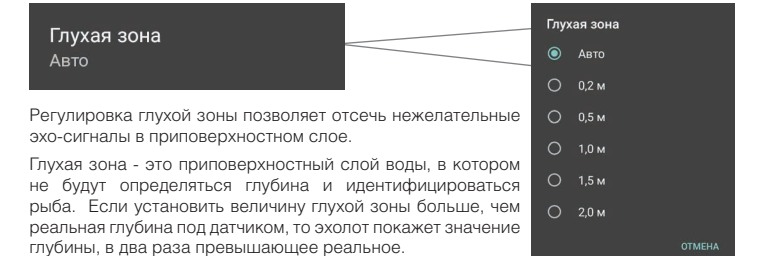 Глухая зона
Авто
Регулировка глухой зоны позволяет отсечь нежелательные
эхо-сигналы в приповерхностном слое.
Глухая зона - это приповерхностный слой воды, в котором
не будут определяться глубина и идентифицироваться
рыба. Если установить величину глухой зоны больше, чем
реальная глубина под датчиком, то эхолот покажет значение
глубины, в два раза превышающее реальное.
Глухая зона
Авто
0,2 м
0,5 м
1,0 м
1,5 м
2,0 м
ОТМЕНА